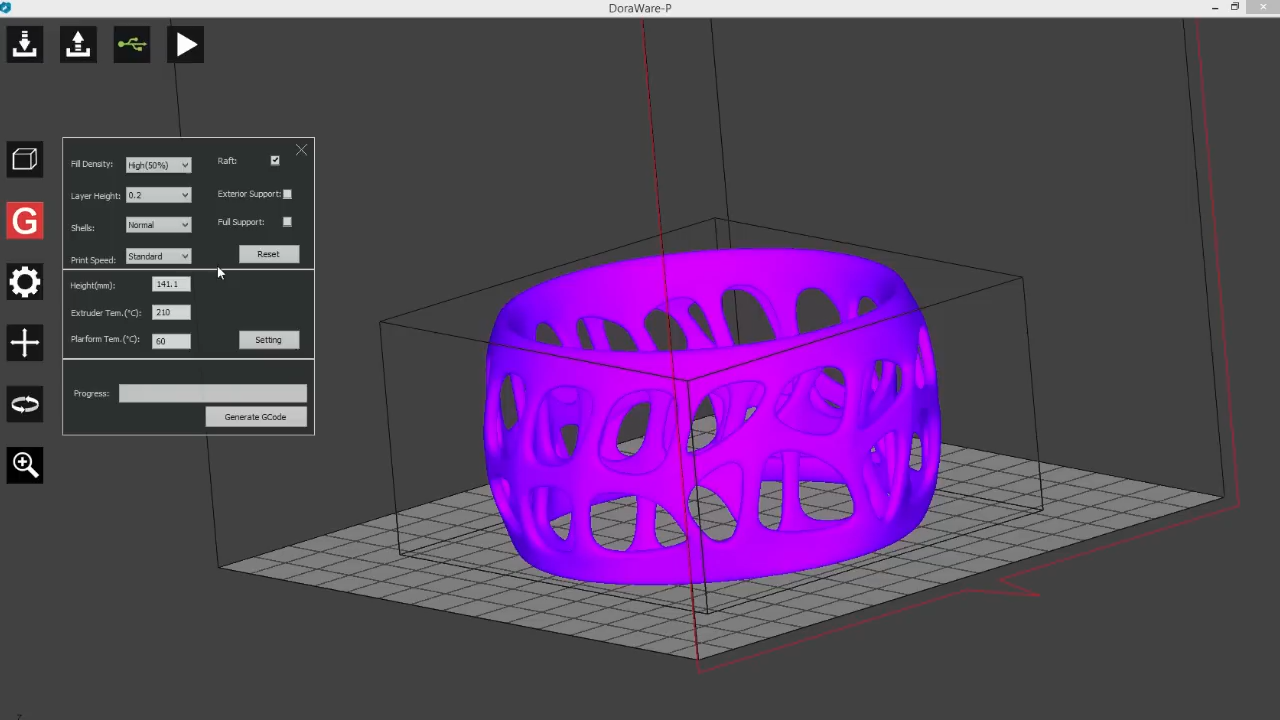 DoraWare-P
Fill Density: High(50%)
Raft:
Layer Height: 0.2
Exterior Support:
Shells: Normal
Full Support:
Print Speed: Standard
Reset
Height(mm): 141.1
Extruder Tem.(°C): 210
Plarform Tem.(°C): 60
Setting
Progress:
Generate GCode
G